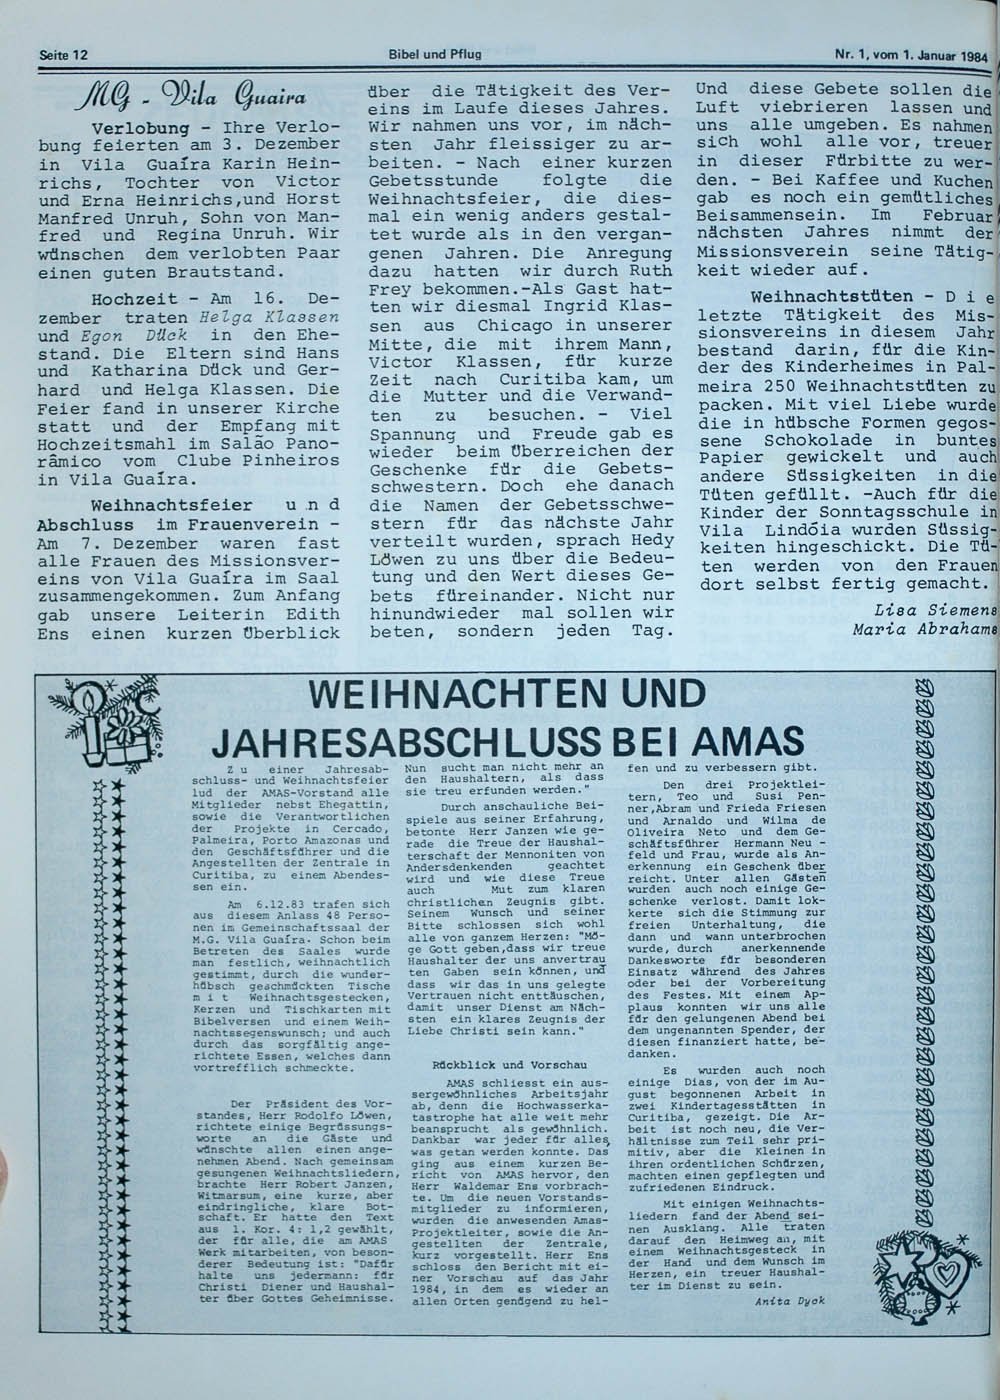 Seite 12
Bibel und Pflug
Nr. 1, vom 1. Januar 1984
MG - Vila Guaira
Verlobung - Ihre Verlo-
bung feierten am 3. Dezember
in Vila Guaíra Karin Hein-
richs, Tochter von Victor
und Erna Heinrichs,und Horst
Manfred Unruh, Sohn von Man-
fred und Regina Unruh. Wir
wünschen dem verlobten Paar
einen guten Brautstand.
Hochzeit - Am 16. De-
zember traten Helga Klassen
und Egon Dück in den Ehe-
stand. Die Eltern sind Hans
und Katharina Dück und Ger-
hard und Helga Klassen. Die
Feier fand in unserer Kirche
statt und der Empfang mit
Hochzeitsmahl im Salão Pano-
râmico vom Clube Pinheiros
in Vila Guaíra.
Weihnachtsfeier u n d
Abschluss im Frauenverein -
Am 7. Dezember waren fast
alle Frauen des Missionsver-
eins von Vila Guaíra im Saal
zusammengekommen. Zum Anfang
gab unsere Leiterin Edith
Ens einen kurzen Überblick
über die Tätigkeit des Ver-
eins im Laufe dieses Jahres.
Wir nahmen uns vor, im näch-
sten Jahr fleissiger zu ar-
beiten. - Nach einer kurzen
Gebetsstunde folgte die
Weihnachtsfeier, die dies-
mal ein wenig anders gestal-
tet wurde als in den vergan-
genen Jahren. Die Anregung
dazu hatten wir durch Ruth
Frey bekommen.-Als Gast hat-
ten wir diesmal Ingrid Klas-
sen aus Chicago in unserer
Mitte, die mit ihrem Mann,
Victor Klassen, für kurze
Zeit nach Curitiba kam, um
die Mutter und die Verwand-
ten zu besuchen. - Viel
Spannung und Freude gab es
wieder beim Überreichen der
Geschenke für die Gebets-
schwestern. Doch ehe danach
die Namen der Gebetsschwe-
stern für das nächste Jahr
verteilt wurden, sprach Hedy
Löwen zu uns über die Bedeu-
tung und den Wert dieses Ge-
bets füreinander. Nicht nur
hinundwieder mal sollen wir
beten, sondern jeden Tag.
Und diese Gebete sollen die
Luft viebrieren lassen und
uns alle umgeben. Es nahmen
sich wohl alle vor, treuer
in dieser Fürbitte zu wer-
den. - Bei Kaffee und Kuchen
gab es noch ein gemütliches
Beisammensein. Im Februar
nächsten Jahres nimmt der
Missionsverein seine Tätig-
keit wieder auf.
Weihnachtstüten - D i e
letzte Tätigkeit des Mis-
sionsvereins in diesem Jahr
bestand darin, für die Kin-
der des Kinderheimes in Pal-
meira 250 Weihnachtstüten zu
packen. Mit viel Liebe wurde
die in hübsche Formen gegos-
sene Schokolade in buntes
Papier gewickelt und auch
andere Süssigkeiten in die
Tüten gefüllt. -Auch für die
Kinder der Sonntagsschule in
Vila Lindóia wurden Süssig-
keiten hingeschickt. Die Tü-
ten werden von den Frauen
dort selbst fertig gemacht.
Lisa Siemens
Maria Abrahams
WEIHNACHTEN UND
JAHRESABSCHLUSS BEI AMAS
Z u einer Jahresab-
schluss- und Weihnachtsfeier
lud der AMAS-Vorstand alle
Mitglieder nebst Ehegattin,
sowie die Verantwortlichen
der Projekte in Cercado,
Palmeira, Porto Amazonas und
den Geschäftsführer und die
Angestellten der Zentrale in
Curitiba, zu einem Abendes-
sen ein.
Am 6.12.83 trafen sich
aus diesem Anlass 48 Perso-
nen im Gemeinschaftssaal der
M.G. Vila Guaíra. Schon beim
Betreten des Saales wurde
man festlich, weihnachtlich
gestimmt, durch die wunder-
hübsch geschmückten Tische
m i t Weihnachtsgestecken,
Kerzen und Tischkarten mit
Bibelversen und einem Weih-
nachtssegenswunsch; und auch
durch das sorgfältig ange-
richtete Essen, welches dann
vortrefflich schmeckte.
Der Präsident des Vor-
standes, Herr Rodolfo Löwen,
richtete einige Begrüssungs-
worte an die Gäste und
wünschte allen einen ange-
nehmen Abend. Nach gemeinsam
gesungenen Weihnachtsliedern,
brachte Herr Robert Janzen,
Witmarsum, eine kurze, aber
eindringliche, klare Bot-
schaft. Er hatte den Text
aus 1. Kor. 4: 1,2 gewählt,
der für alle, die am AMAS
Werk mitarbeiten, von beson-
derer Bedeutung ist: "Dafür
halte uns jedermann: für
Christi Diener und Haushal-
ter über Gottes Geheimnisse.
Nun sucht man nicht mehr an
den Haushaltern, als dass
sie treu erfunden werden."
Durch anschauliche Bei-
spiele aus seiner Erfahrung,
betonte Herr Janzen wie ge-
rade die Treue der Haushal-
terschaft der Mennoniten von
Andersdenkenden geachtet
wird und wie diese Treue
auch Mut zum klaren
christlichen Zeugnis gibt.
Seinem Wunsch und seiner
Bitte schlossen sich wohl
alle von ganzem Herzen: "Mö-
ge Gott geben,dass wir treue
Haushalter der uns anvertrau
ten Gaben sein können, und
dass wir das in uns gelegte
Vertrauen nicht enttäuschen,
damit unser Dienst am Näch-
sten ein klares Zeugnis der
Liebe Christi sein kann."
Rückblick und Vorschau
AMAS schliesst ein aus-
sergewöhnliches Arbeitsjahr
ab, denn die Hochwasserka-
tastrophe hat alle weit mehr
beansprucht als gewöhnlich.
Dankbar war jeder für alles,
was getan werden konnte. Das
ging aus einem kurzen Be-
richt von AMAS hervor, den
Herr Waldemar Ens vorbrach-
te. Um die neuen Vorstands-
mitglieder zu informieren,
wurden die anwesenden Amas-
Projektleiter, sowie die An-
gestellten der Zentrale,
kurz vorgestellt. Herr Ens
schloss den Bericht mit ei-
ner Vorschau auf das Jahr
1984, in dem es wieder an
allen Orten genügend zu hel-
fen und zu verbessern gibt.
Den drei Projektlei-
tern, Teo und Susi Pen-
ner,Abram und Frieda Friesen
und Arnaldo und Wilma de
Oliveira Neto und dem Ge-
schäftsführer Hermann Neu -
feld und Frau, wurde als An-
erkennung ein Geschenk über
reicht. Unter allen Gästen
wurden auch noch einige Ge-
schenke verlost. Damit lok-
kerte sich die Stimmung zur
freien Unterhaltung, die
dann und wann unterbrochen
wurde, durch anerkennende
Dankesworte für besonderen
Einsatz während des Jahres
oder bei der Vorbereitung
des Festes. Mit einem Ap-
plaus konnten wir uns alle
für den gelungenen Abend bei
dem ungenannten Spender, der
diesen finanziert hatte, be-
danken.
Es wurden auch noch
einige Dias, von der im Au-
gust begonnenen Arbeit in
zwei Kindertagesstätten in
Curitiba, gezeigt. Die Ar-
beit ist noch neu, die Ver-
hältnisse zum Teil sehr pri-
mitiv, aber die Kleinen in
ihren ordentlichen Schürzen,
machten einen gepflegten und
zufriedenen Eindruck.
Mit einigen Weihnachts-
liedern fand der Abend sei-
nen Ausklang. Alle traten
darauf den Heimweg an, mit
einem Weihnachtsgesteck in
der Hand und dem Wunsch im
Herzen, ein treuer Haushal-
ter im Dienst zu sein.
Anita Dyck